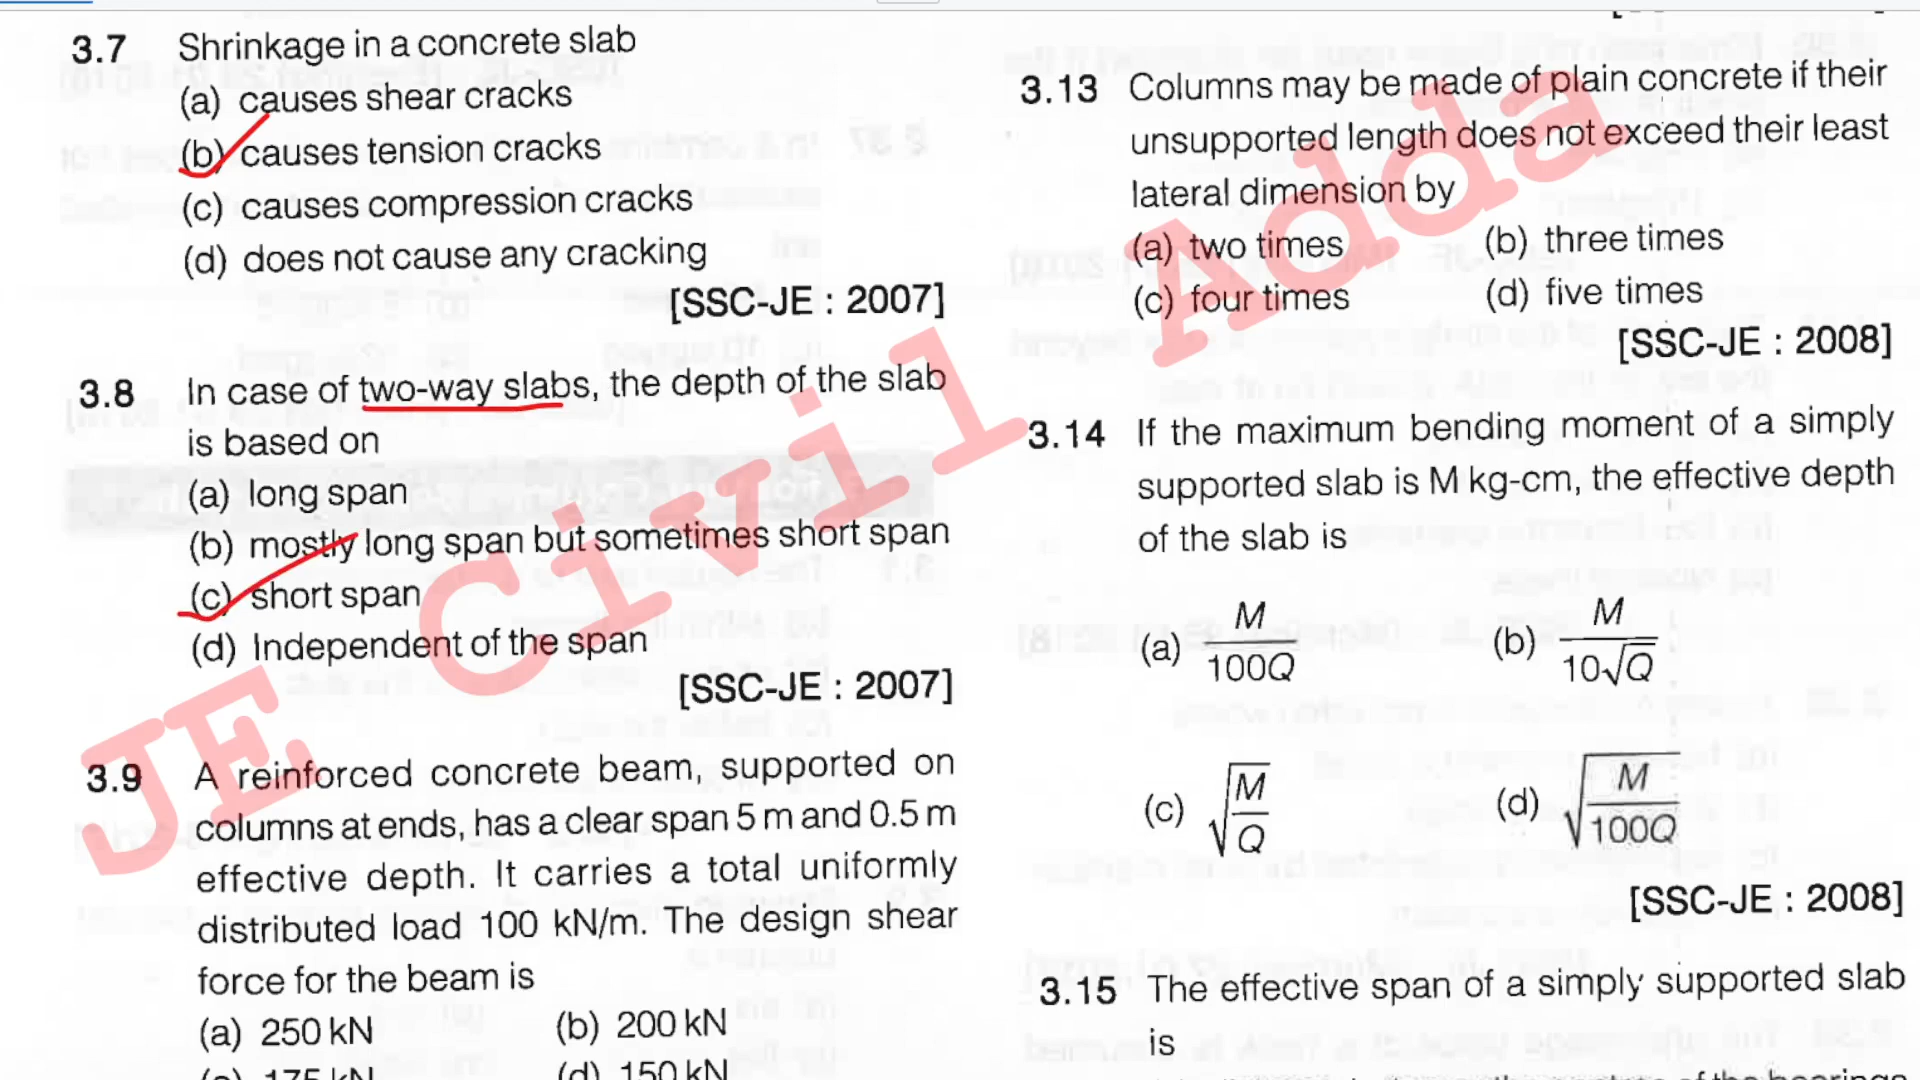 3.7 Shrinkage in a concrete slab
(a) causes shear cracks
(b) causes tension cracks
(c) causes compression cracks
(d) does not cause any cracking
[SSC-JE : 2007]
3.8 In case of two-way slabs, the depth of the slab
is based on
(a) long span
(b) mostly long span but sometimes short span
(c) short span
(d) Independent of the span
[SSC-JE : 2007]
3.9 A reinforced concrete beam, supported on
columns at ends, has a clear span 5 m and 0.5 m
effective depth. It carries a total uniformly
distributed load 100 kN/m. The design shear
force for the beam is
(a) 250 kN (b) 200 kN
(c) 175 kN (d) 150 kN
3.13 Columns may be made of plain concrete if their
unsupported length does not exceed their least
lateral dimension by
(a) two times (b) three times
(c) four times (d) five times
[SSC-JE : 2008]
3.14 If the maximum bending moment of a simply
supported slab is M kg-cm, the effective depth
of the slab is
(a) M/100Q (b) M/10√Q
(c) √(M/Q) (d) √(M/100Q)
[SSC-JE : 2008]
3.15 The effective span of a simply supported slab
is
JE Civil Adda